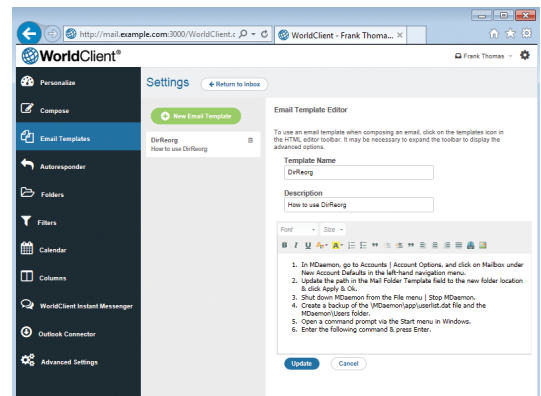 http://mail.example.com:3000/WorldClient.c
WorldClient - Frank Thoma... ×
WorldClient®
Frank Thomas
Personalize
Settings
Return to Inbox
Compose
Email Templates
Autoresponder
Folders
Filters
Calendar
Columns
WorldClient Instant Messenger
Outlook Connector
Advanced Settings
New Email Template
DirReorg
How to use DirReorg
Email Template Editor
To use an email template when composing an email, click on the templates icon in
the HTML editor toolbar. It may be necessary to expand the toolbar to display the
advanced options.
Template Name
DirReorg
Description
How to use DirReorg
Font
Size
B I U
1. In MDaemon, go to Accounts | Account Options, and click on Mailbox under
New Account Defaults in the left-hand navigation menu.
2. Update the path in the Mail Folder Template field to the new folder location
& click Apply & Ok.
3. Shut down MDaemon from the File menu | Stop MDaemon.
4. Create a backup of the \MDaemon\app\userlist.dat file and the
MDaemon\Users folder.
5. Open a command prompt via the Start menu in Windows.
6. Enter the following command & press Enter.
Update
Cancel